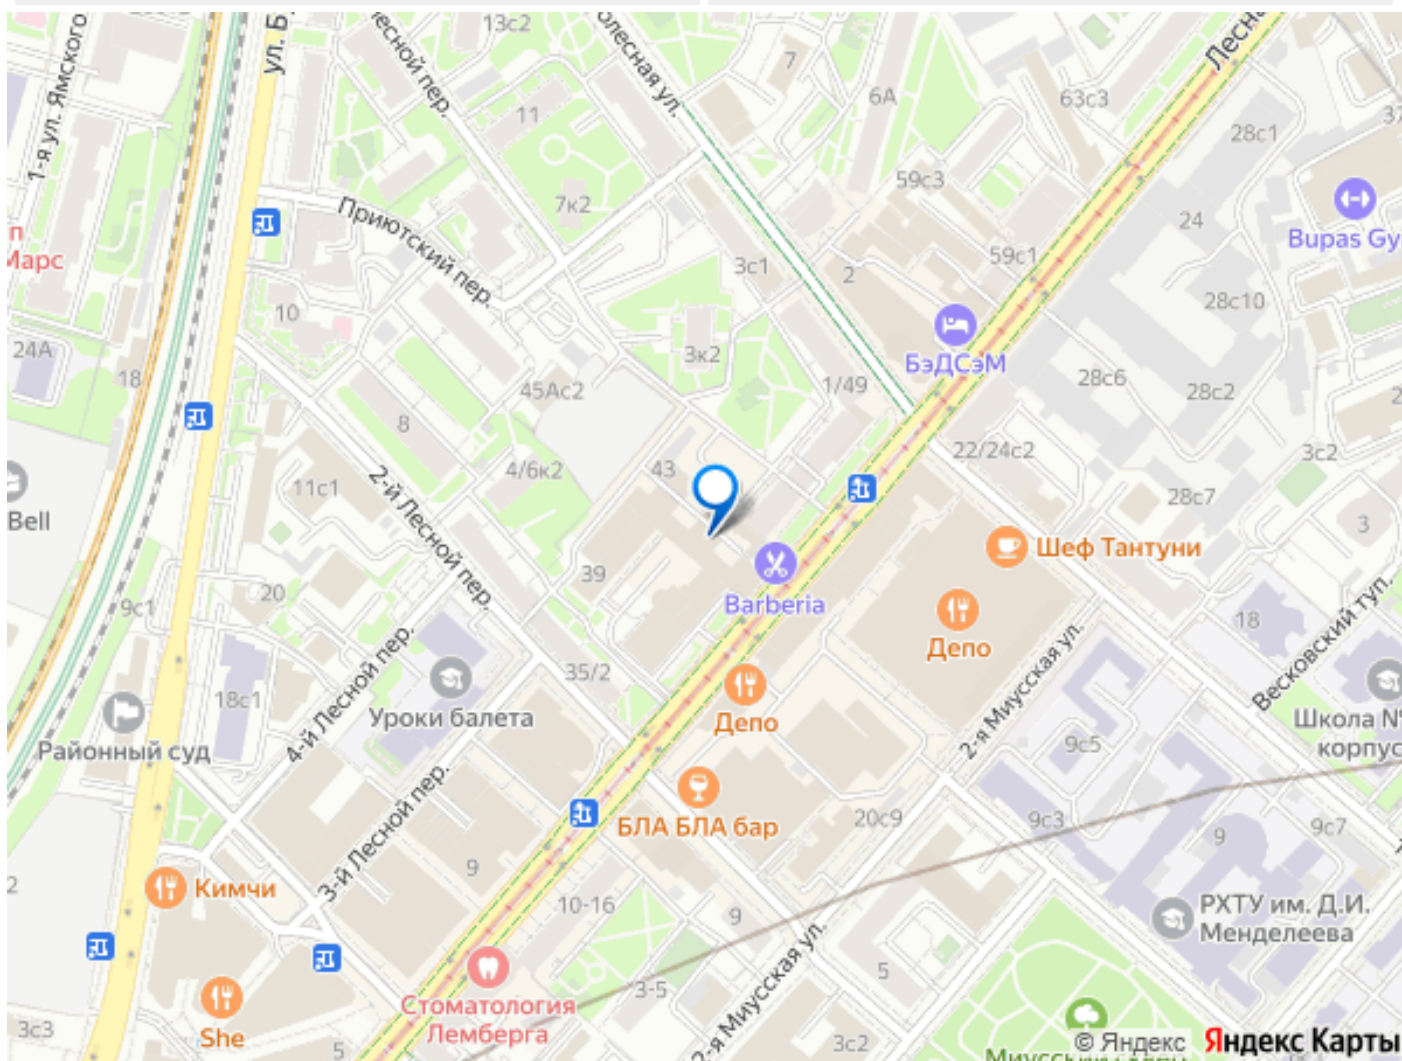 13с2
1-я ул. Ямского
ул. Б
есной пер.
олесная ул.
Лесна
7
6А
63с3
28с1
37
11
59с3
7к2
24
Bupas Gy
Приютский пер.
п
Марс
3с1
2
59с1
28с10
10
БэДСэМ
24А
18
3к2
45Ас2
1/49
28с6
28с2
2
8
22/24с2
3с2
4/6к2
43
11с1
28с7
Bell
2-й Лесной пер.
Шеф Тантуни
3
39
Barberia
Депо
9с1
20
18
Весковский туп.
4-й Лесной пер.
35/2
2-я Миусская ул.
18с1
Уроки балета
Депо
Школа №
корпус
Районный суд
9с5
3-й Лесной пер.
БЛА БЛА бар
20с9
9с3
9
9с7
2
9
Кимчи
10-16
9
РХТУ им. Д.И.
Менделеева
2-я Миусская ул.
5
3-5
Стоматология
Лемберга
She
3с3
5
3с2
© Яндекс Яндекс Карты